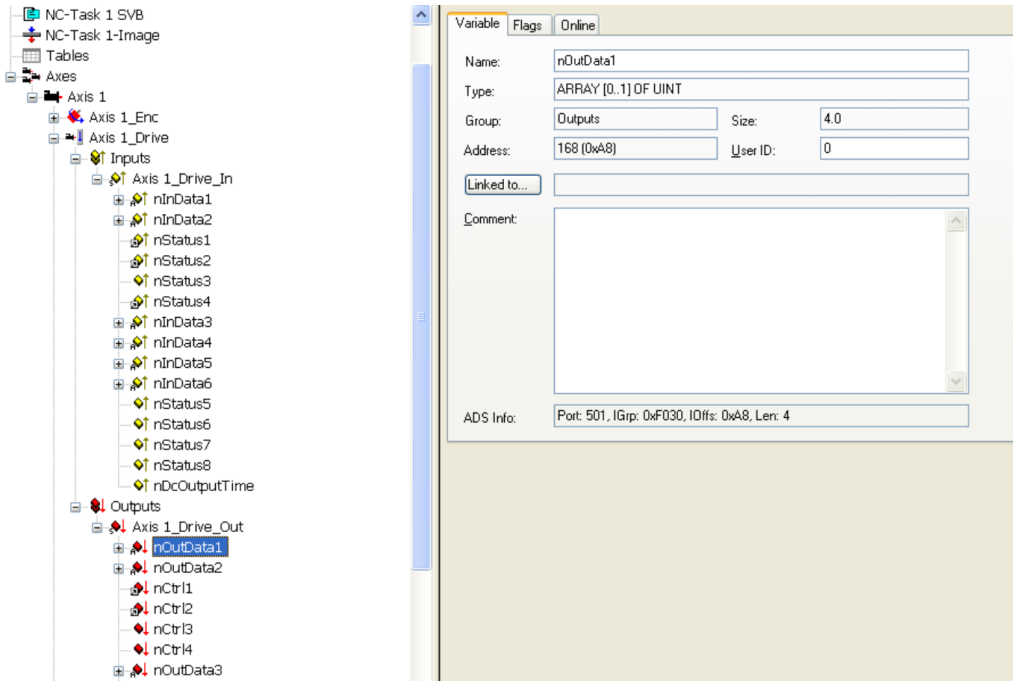 NC-Task 1 SVB
NC-Task 1-Image
Tables
Axes
Axis 1
Axis 1_Enc
Axis 1_Drive
Inputs
Axis 1_Drive_In
nInData1
nInData2
nStatus1
nStatus2
nStatus3
nStatus4
nInData3
nInData4
nInData5
nInData6
nStatus5
nStatus6
nStatus7
nStatus8
nDcOutputTime
Outputs
Axis 1_Drive_Out
nOutData1
nOutData2
nCtrl1
nCtrl2
nCtrl3
nCtrl4
nOutData3
Variable Flags Online
Name: nOutData1
Type: ARRAY [0..1] OF UINT
Group: Outputs Size: 4.0
Address: 168 (0xA8) User ID: 0
Linked to...
Comment:
ADS Info: Port: 501, IGrp: 0xF030, IOffs: 0xA8, Len: 4